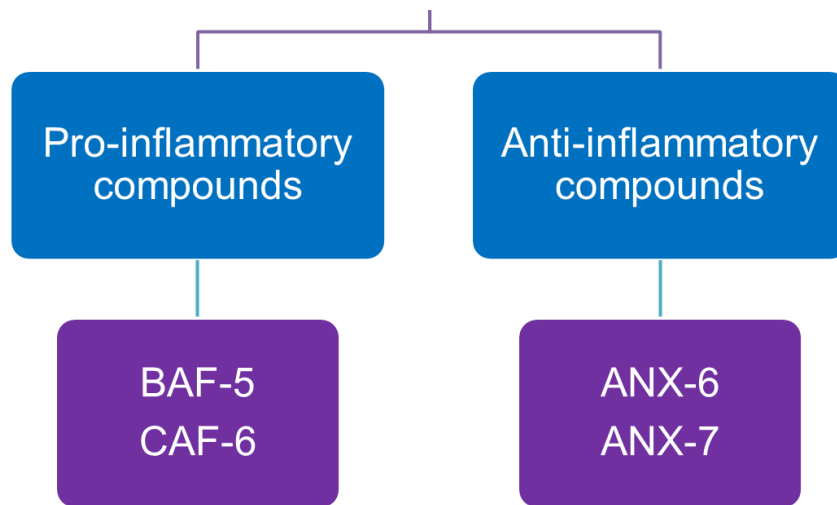 Pro-inflammatory
compounds
Anti-inflammatory
compounds
BAF-5
CAF-6
ANX-6
ANX-7